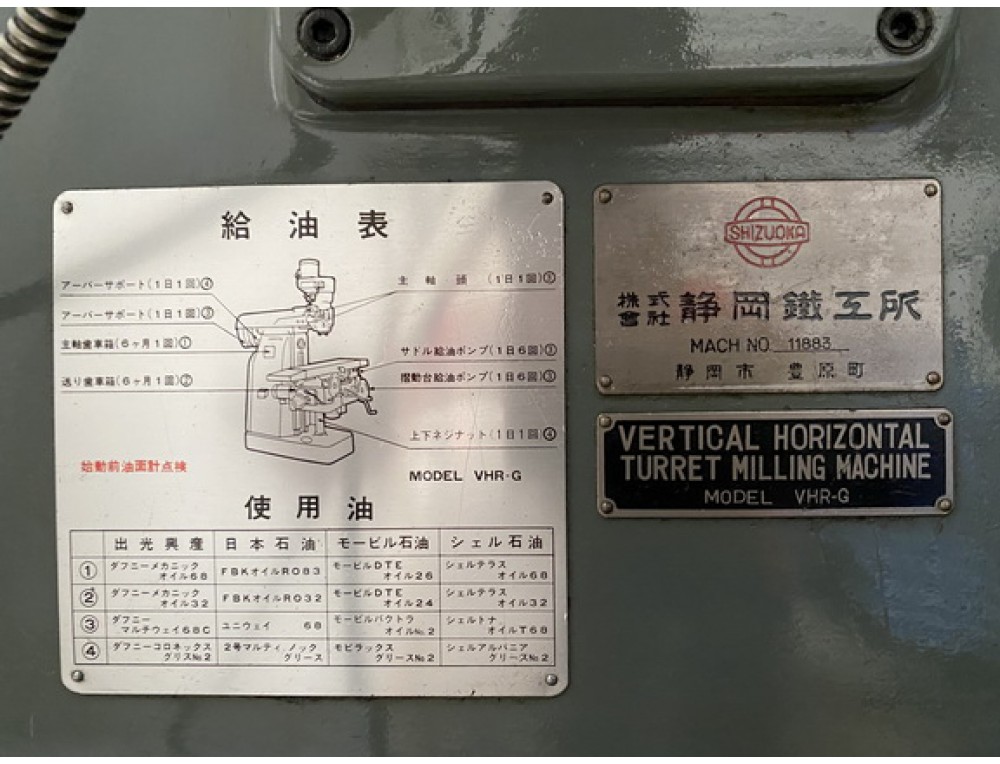 給油表
アーバーサポート(1日1回)④
アーバーサポート(1日1回)③
主軸歯車箱(6ヶ月1回)①
送り歯車箱(6ヶ月1回)②
主軸頭(1日1回)③
サドル給油ポンプ(1日6回)③
摺動台給油ポンプ(1日6回)③
上下ネジナット(1日1回)④
始動前油面計点検
MODEL VHR-G
使用油
出光興産 日本石油 モービル石油 シェル石油
① ダフニーメカニックオイル68 FBKオイルRO83 モービルDTEオイル26 シェルテラスオイル68
② ダフニーメカニックオイル32 FBKオイルRO32 モービルDTEオイル24 シェルテラスオイル32
③ ダフニーマルチウェイ68C ユニウェイ 68 モービルバクトラオイル№2 シェルトナオイルT68
④ ダフニーコロネックスグリス№2 2号マルティノックグリース モビラックスグリース№2 シェルアルバニアグリース№2
SHIZUOKA
株式會社 静岡鐵工所
MACH NO. 11883
静岡市 豊原町
VERTICAL HORIZONTAL
TURRET MILLING MACHINE
MODEL VHR-G